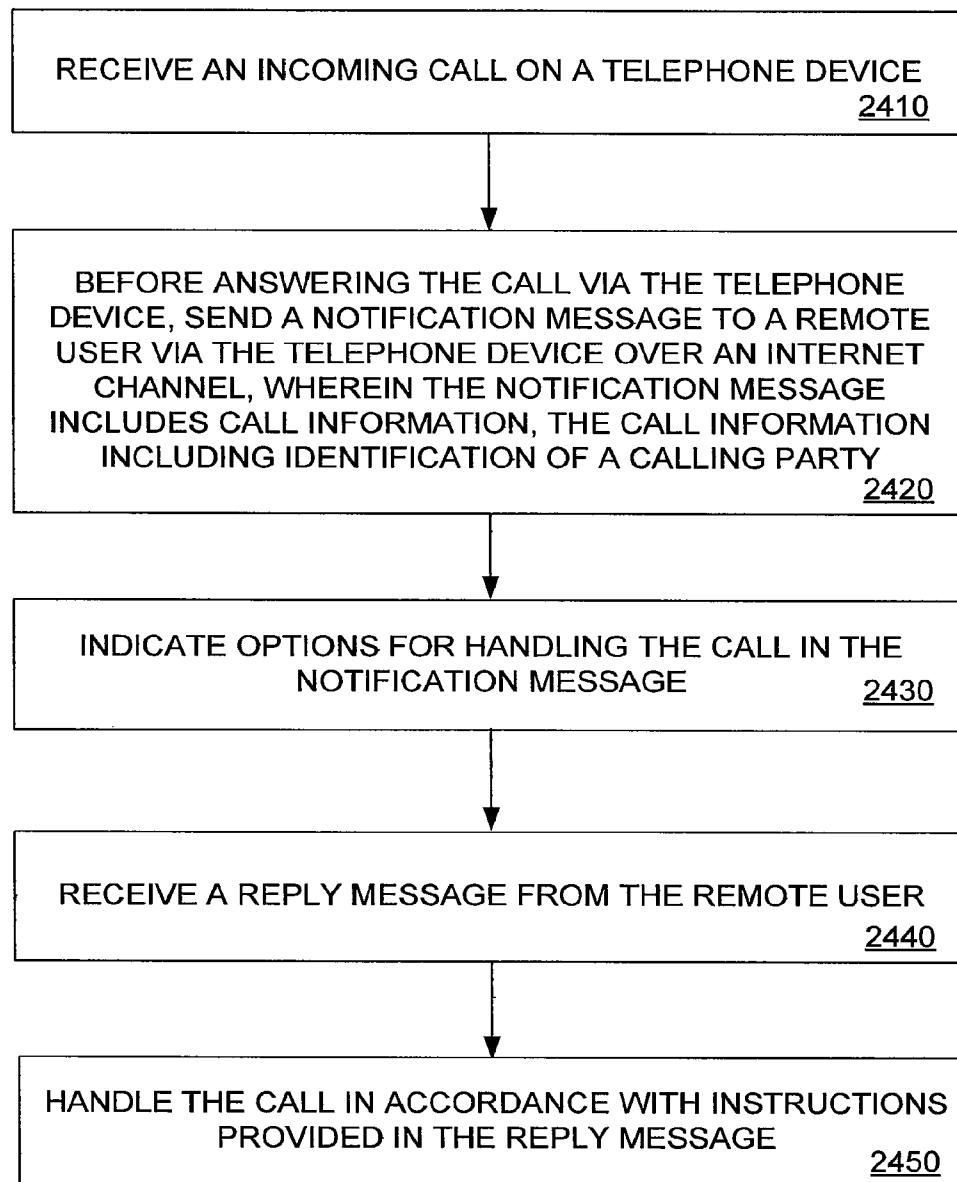 RECEIVE AN INCOMING CALL ON A TELEPHONE DEVICE
2410
BEFORE ANSWERING THE CALL VIA THE TELEPHONE
DEVICE, SEND A NOTIFICATION MESSAGE TO A REMOTE
USER VIA THE TELEPHONE DEVICE OVER AN INTERNET
CHANNEL, WHEREIN THE NOTIFICATION MESSAGE
INCLUDES CALL INFORMATION, THE CALL INFORMATION
INCLUDING IDENTIFICATION OF A CALLING PARTY
2420
INDICATE OPTIONS FOR HANDLING THE CALL IN THE
NOTIFICATION MESSAGE
2430
RECEIVE A REPLY MESSAGE FROM THE REMOTE USER
2440
HANDLE THE CALL IN ACCORDANCE WITH INSTRUCTIONS
PROVIDED IN THE REPLY MESSAGE
2450